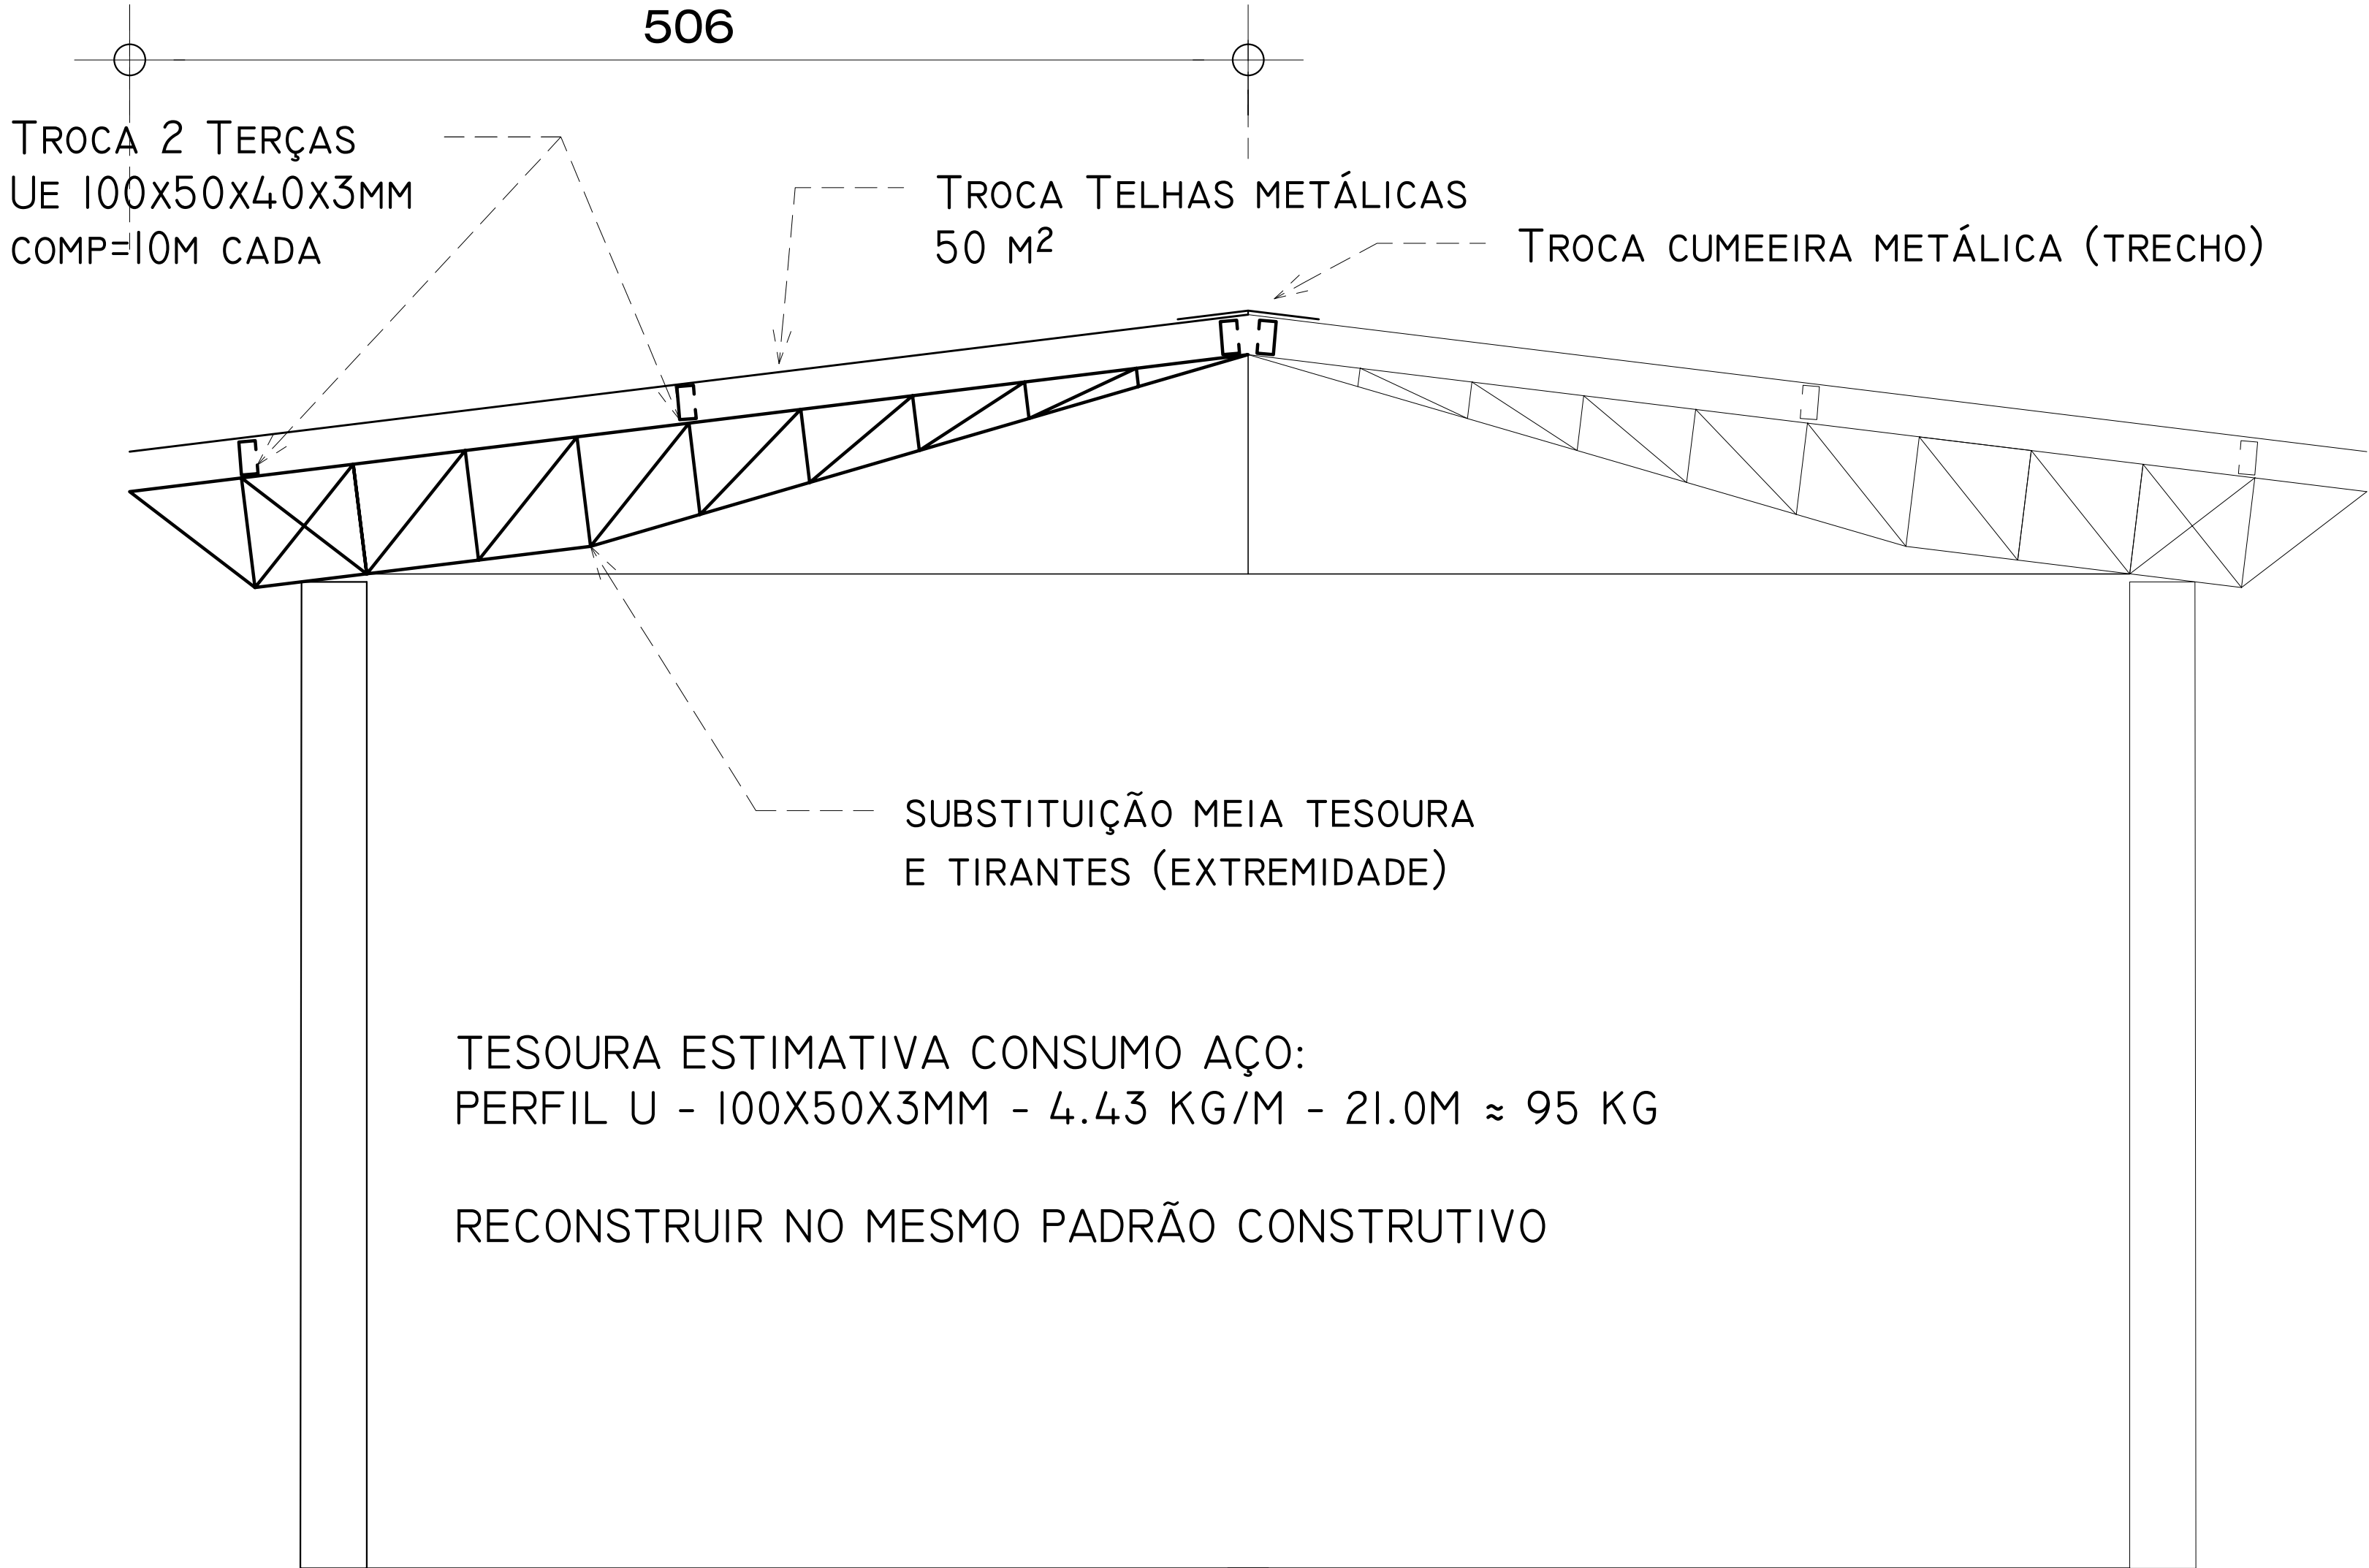 506
TROCA 2 TERÇAS
UE 100X50X40X3MM
COMP=10M CADA
TROCA TELHAS METÁLICAS
50 M²
TROCA CUMEEIRA METÁLICA (TRECHO)
SUBSTITUIÇÃO MEIA TESOURA
E TIRANTES (EXTREMIDADE)
TESOURA ESTIMATIVA CONSUMO AÇO:
PERFIL U - 100X50X3MM - 4.43 KG/M - 21.0M ≈ 95 KG
RECONSTRUIR NO MESMO PADRÃO CONSTRUTIVO